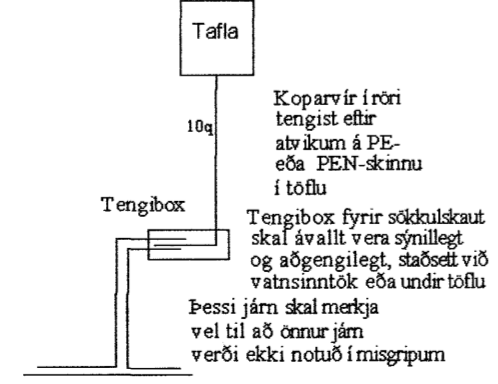 Tafla
10q
Koparvír í röri
tengist eftir
atvikum á PE-
eða PEN-skinnu
í töflu
Tengibox
Tengibox fyrir sökkulskaut
skal ávallt vera sýnillegt
og aðgengilegt, staðsett við
vatnsinntök eða undir töflu
Þessi járn skal merkja
vel til að önnur járn
verði ekki notuð í misgripum